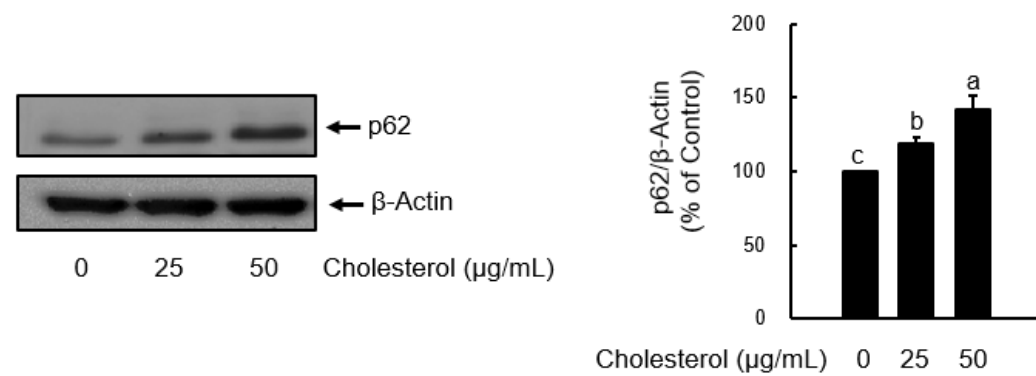 p62
β-Actin
0 25 50 Cholesterol (µg/mL)
p62/β-Actin
(% of Control)
200
150
100
50
0
c
b
a
Cholesterol (µg/mL) 0 25 50